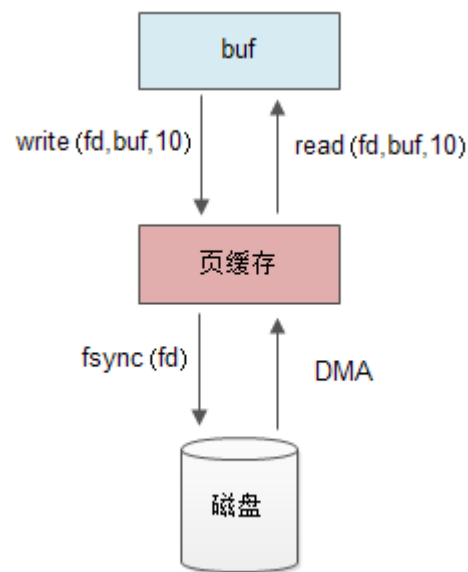 buf
write (fd,buf,10)
read (fd,buf,10)
页缓存
fsync (fd)
DMA
磁盘